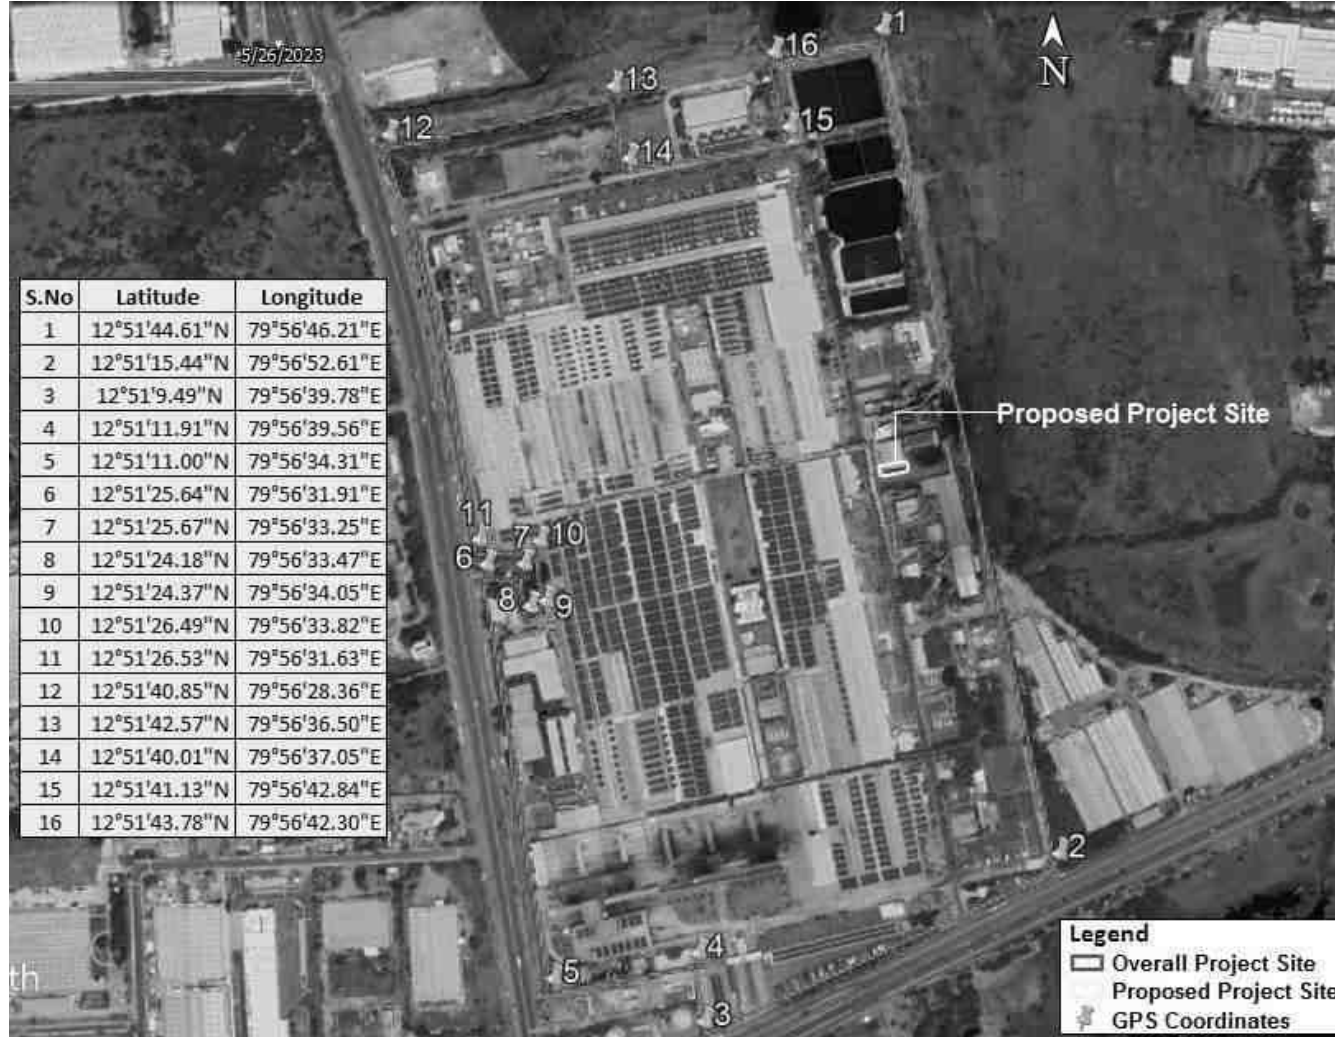 5/26/2023
1
16
13
12
15
14
N
S.No Latitude Longitude
1 12°51'44.61"N 79°56'46.21"E
2 12°51'15.44"N 79°56'52.61"E
3 12°51'9.49"N 79°56'39.78"E
4 12°51'11.91"N 79°56'39.56"E
5 12°51'11.00"N 79°56'34.31"E
6 12°51'25.64"N 79°56'31.91"E
7 12°51'25.67"N 79°56'33.25"E
8 12°51'24.18"N 79°56'33.47"E
9 12°51'24.37"N 79°56'34.05"E
10 12°51'26.49"N 79°56'33.82"E
11 12°51'26.53"N 79°56'31.63"E
12 12°51'40.85"N 79°56'28.36"E
13 12°51'42.57"N 79°56'36.50"E
14 12°51'40.01"N 79°56'37.05"E
15 12°51'41.13"N 79°56'42.84"E
16 12°51'43.78"N 79°56'42.30"E
Proposed Project Site
11
7
10
6
8
9
2
4
5
3
th
Legend
Overall Project Site
Proposed Project Site
GPS Coordinates